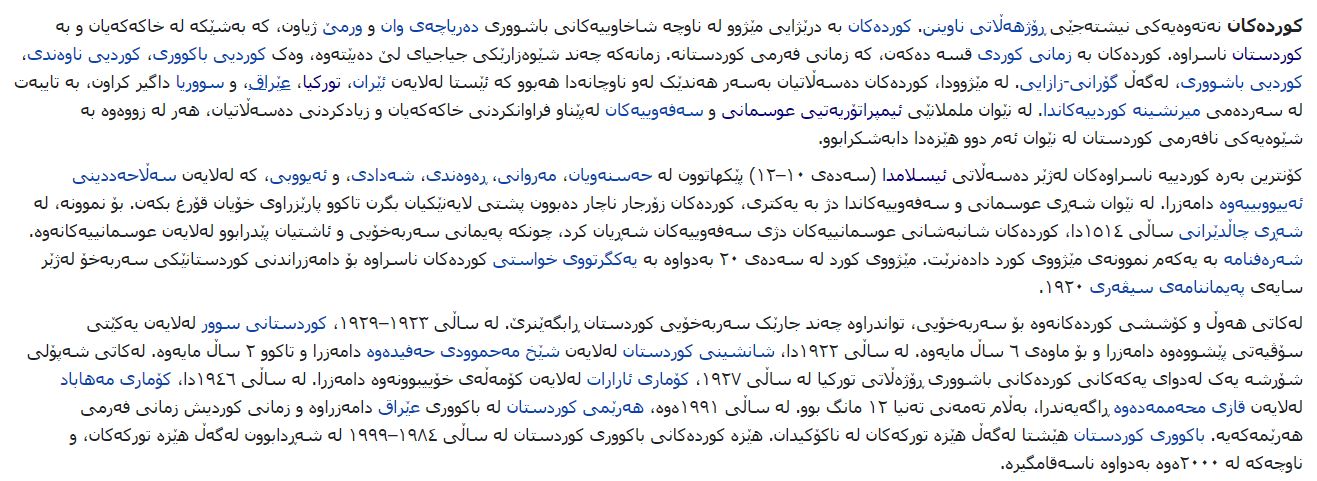 کوردەکان نەتەوەیەکی نیشتەجێی ڕۆژھەڵاتی ناوینن. کوردەکان بە درێژایی مێژوو لە ناوچە شاخاوییەکانی باشووری دەریاچەی وان و ورمێ ژیاون، کە بەشێکە لە خاکەکەیان و بە
کوردستان ناسراوە. کوردەکان بە زمانی کوردی قسە دەکەن، کە زمانی فەرمی کوردستانە. زمانەکە چەند شێوەزارێکی جیاجیای لێ دەبێتەوە، وەک کوردیی باکووری، کوردیی ناوەندی،
کوردیی باشووری، لەگەڵ گۆرانی-زازایی. لە مێژوودا، کوردەکان دەسەڵاتیان بەسەر ھەندێک لەو ناوچانەدا ھەبوو کە ئێستا لەلایەن ئێران، تورکیا، عێراق، و سووریا داگیر کراون، بە تایبەت
لە سەردەمی میرنشینە کوردییەکاندا. لە نێوان ململانێی ئیمپراتۆریەتیی عوسمانی و سەفەوییەکان لەپێناو فراوانکردنی خاکەکەیان و زیادکردنی دەسەڵاتیان، ھەر لە زووەوە بە
شێوەیەکی نافەرمی کوردستان لە نێوان ئەم دوو ھێزەدا دابەشکرابوو.
کۆنترین بەرە کوردییە ناسراوەکان لەژێر دەسەڵاتی ئیسلامدا (سەدەی ١٠–١٢) پێکھاتوون لە حەسنەویان، مەروانی، ڕەوەندی، شەدادی، و ئەیووبی، کە لەلایەن سەڵاحەددینی
ئەییووبییەوە دامەزرا. لە نێوان شەڕی عوسمانی و سەفەوییەکاندا دژ بە یەکتری، کوردەکان زۆرجار ناچار دەبوون پشتی لایەنێکیان بگرن تاکوو پارێزراوی خۆیان قۆرغ بکەن. بۆ نموونە، لە
شەڕی چاڵدێرانی ساڵی ١٥١٤دا، کوردەکان شانبەشانی عوسمانییەکان دژی سەفەوییەکان شەڕیان کرد، چونکە پەیمانی سەربەخۆیی و ئاشتیان پێدرابوو لەلایەن عوسمانییەکانەوە.
شەرەفنامە بە یەکەم نموونەی مێژووی کورد دادەنرێت. مێژووی کورد لە سەدەی ٢٠ بەدواوە بە یەکگرتووی خواستی کوردەکان ناسراوە بۆ دامەزراندنی کوردستانێکی سەربەخۆ لەژێر
سایەی پەیماننامەی سیڤەری ١٩٢٠.
لەکاتی ھەوڵ و کۆششی کوردەکانەوە بۆ سەربەخۆیی، تواندراوە چەند جارێک سەربەخۆیی کوردستان ڕابگەێنرێ. لە ساڵی ١٩٢٣–١٩٢٩، کوردستانی سوور لەلایەن یەکێتی
سۆڤیەتی پێشووەوە دامەزرا و بۆ ماوەی ٦ ساڵ مایەوە. لە ساڵی ١٩٢٢دا، شانشینی کوردستان لەلایەن شێخ مەحموودی حەفیدەوە دامەزرا و تاکوو ٢ ساڵ مایەوە. لەکاتی شەپۆلی
شۆرشە یەک لەدوای یەکەکانی کوردەکانی باشووری ڕۆژەڵاتی تورکیا لە ساڵی ١٩٢٧، کۆماری ئارارات لەلایەن کۆمەڵەی خۆییبوونەوە دامەزرا. لە ساڵی ١٩٤٦دا، کۆماری مەھاباد
لەلایەن قازی محەممەدەوە ڕاگەیەندرا، بەڵام تەمەنی تەنیا ١٢ مانگ بوو. لە ساڵی ١٩٩١ەوە، ھەرێمی کوردستان لە باکووری عێراق دامەزراوە و زمانی کوردیش زمانی فەرمی
ھەرێمەکەیە. باکووری کوردستان ھێشتا لەگەڵ ھێزە تورکەکان لە ناکۆکیدان. ھێزە کوردەکانی باکووری کوردستان لە ساڵی ١٩٨٤–١٩٩٩ لە شەڕدابوون لەگەڵ ھێزە تورکەکان، و
ناوچەکە لە ٢٠٠٠ەوە بەدواوە ناسەقامگیرە.